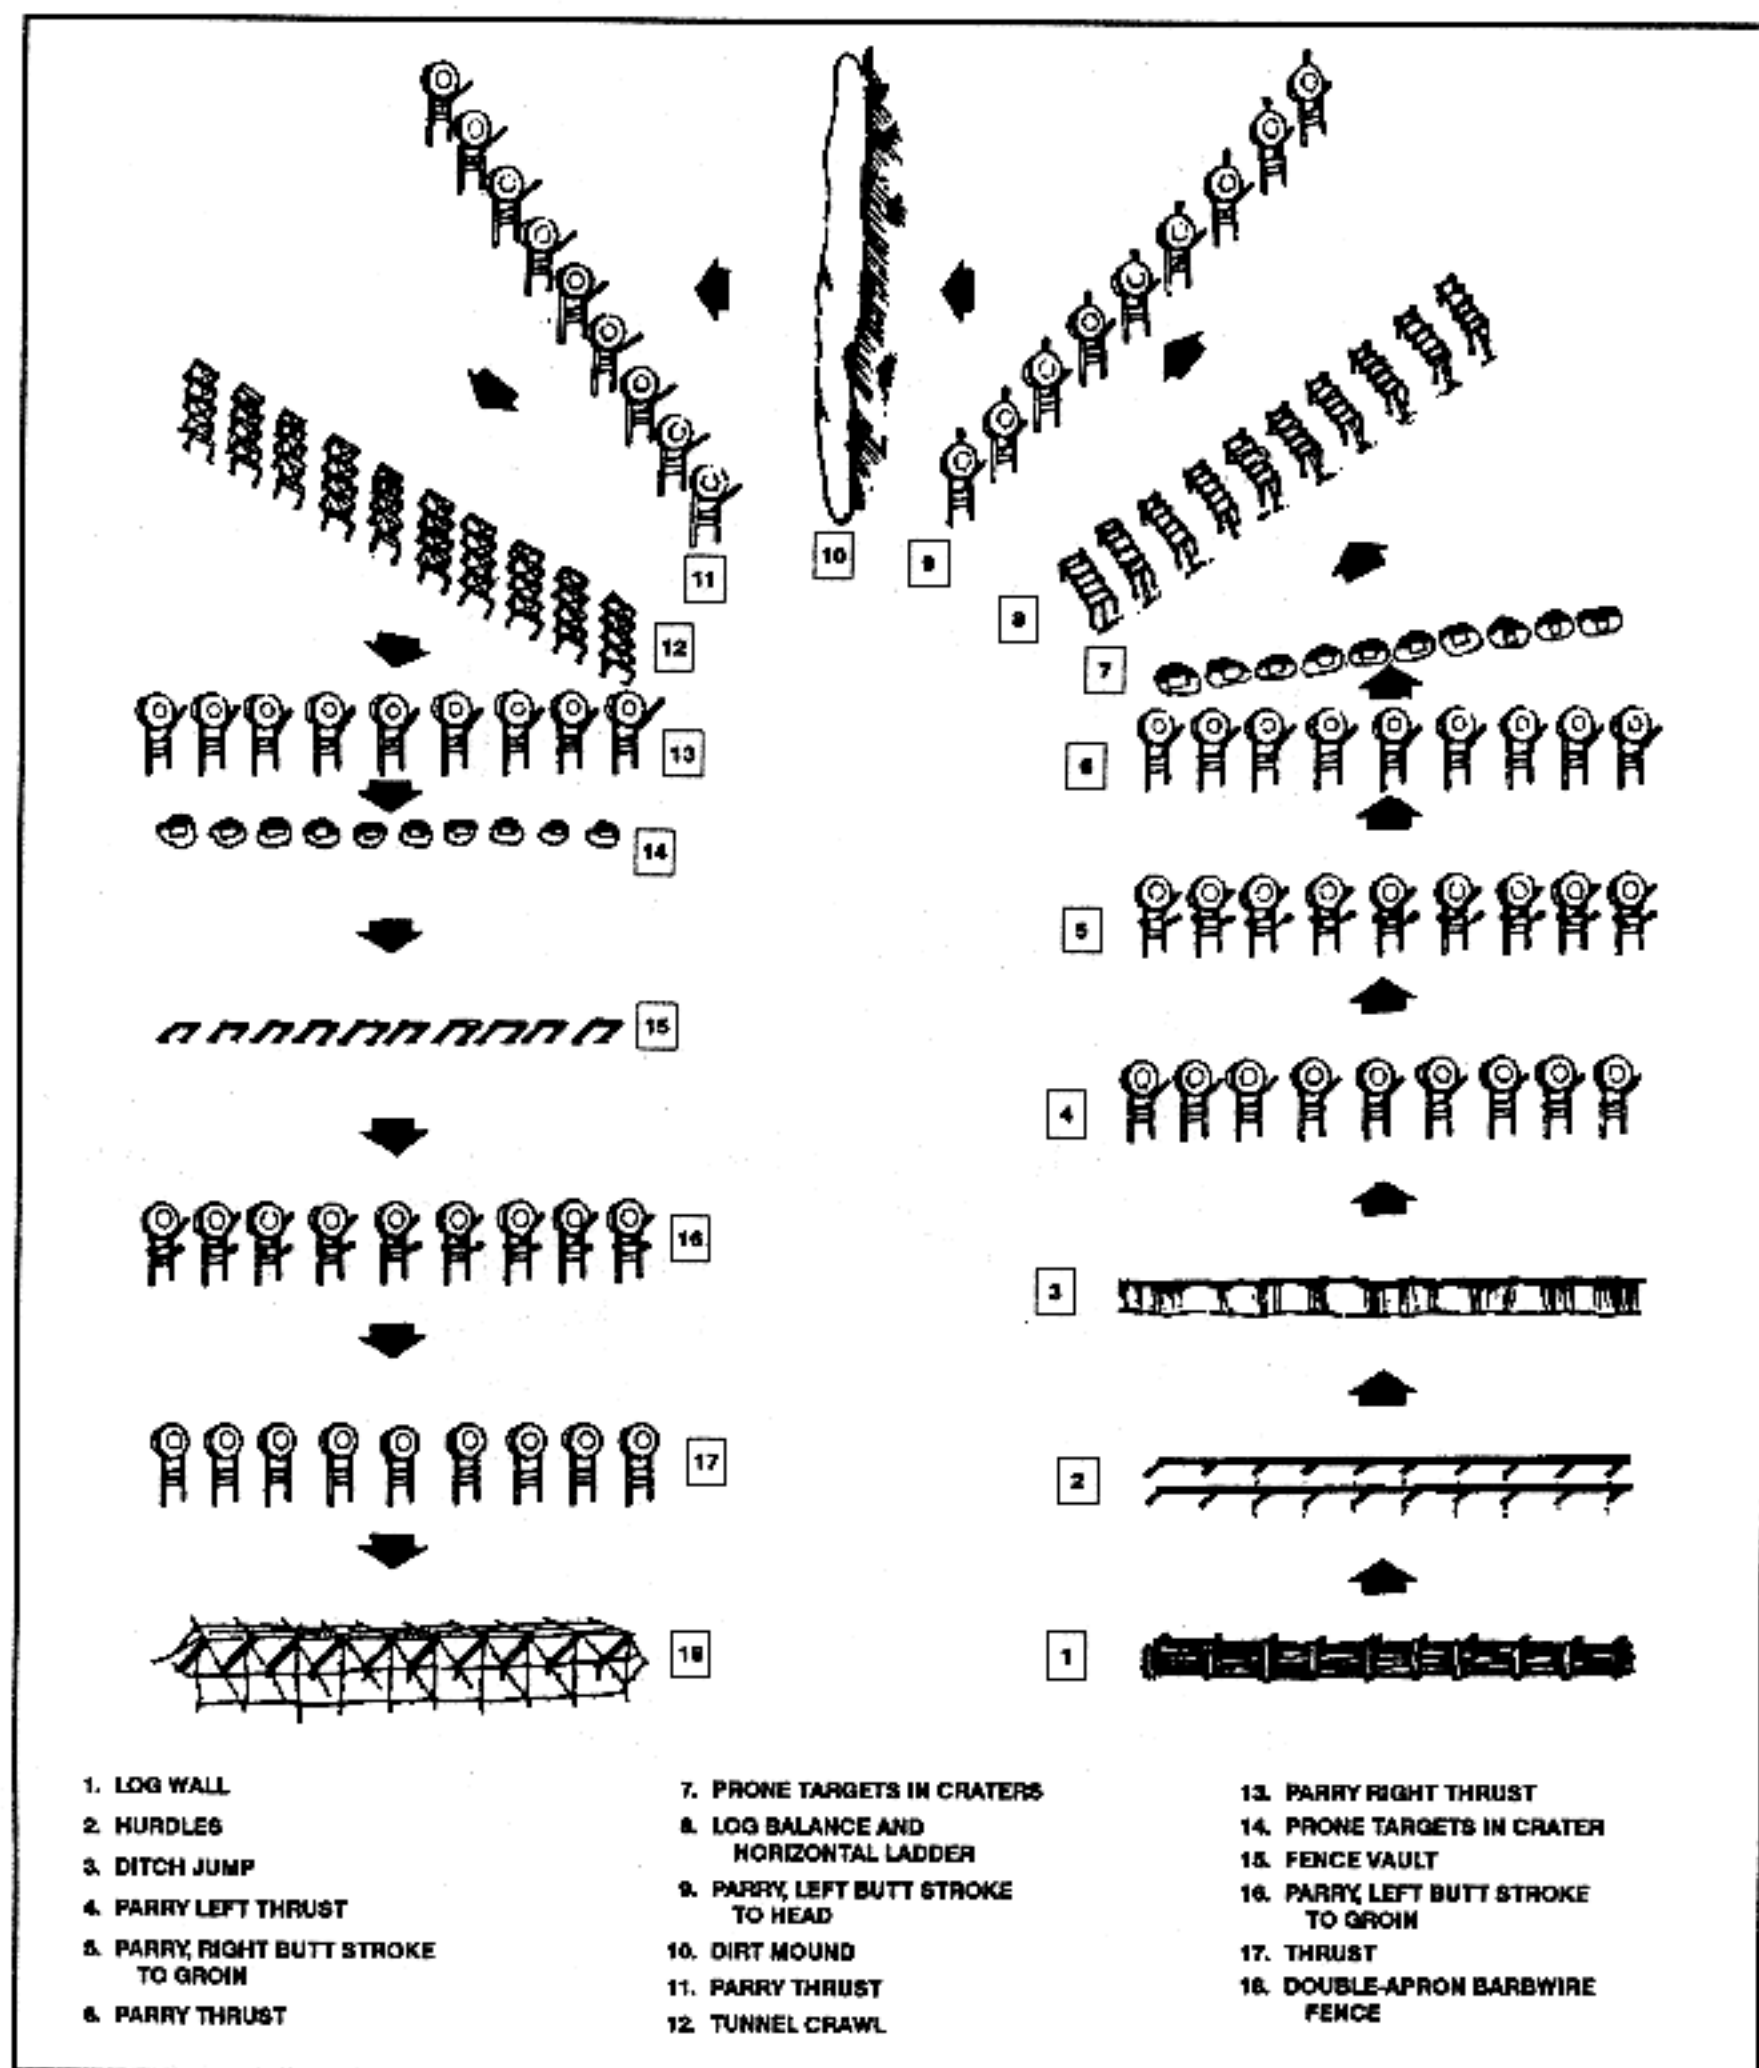 11
10
9
8
12
7
13
6
14
5
15
4
16
3
17
2
18
1
1. LOG WALL
2. HURDLES
3. DITCH JUMP
4. PARRY LEFT THRUST
5. PARRY, RIGHT BUTT STROKE
TO GROIN
6. PARRY THRUST
7. PRONE TARGETS IN CRATERS
8. LOG BALANCE AND
HORIZONTAL LADDER
9. PARRY, LEFT BUTT STROKE
TO HEAD
10. DIRT MOUND
11. PARRY THRUST
12. TUNNEL CRAWL
13. PARRY RIGHT THRUST
14. PRONE TARGETS IN CRATER
15. FENCE VAULT
16. PARRY, LEFT BUTT STROKE
TO GROIN
17. THRUST
18. DOUBLE-APRON BARBWIRE
FENCE